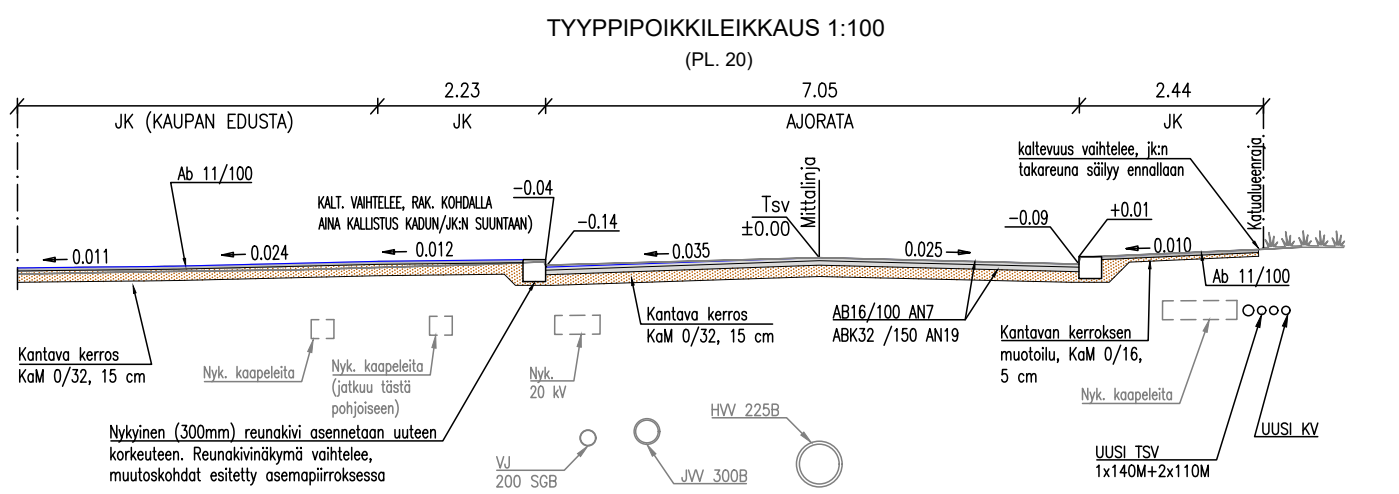 TYYPPIPOIKKILEIKKAUS 1:100
(PL. 20)
2.23
7.05
2.44
JK (KAUPAN EDUSTA)
JK
AJORATA
JK
kaltevuus vaihtelee, jk:n
takareuna säilyy ennallaan
Katualueenraja
Ab 11/100
KALT. VAIHTELEE, RAK. KOHDALLA
AINA KALLISTUS KADUN/JK:N SUUNTAAN)
-0.04
-0.14
Tsv
±0.00
Mittalinja
-0.09
+0.01
0.011
0.024
0.012
0.035
0.025
0.010
Ab 11/100
Kantava kerros
KaM 0/32, 15 cm
Nyk. kaapeleita
Nyk. kaapeleita
(jatkuu tästä
pohjoiseen)
Nyk.
20 kV
Kantava kerros
KaM 0/32, 15 cm
AB16/100 AN7
ABK32 /150 AN19
Kantavan kerroksen
muotoilu, KaM 0/16,
5 cm
Nyk. kaapeleita
Nykyinen (300mm) reunakivi asennetaan uuteen
korkeuteen. Reunakivinäkymä vaihtelee,
muutoskohdat esitetty asemapiirroksessa
VJ
200 SGB
JVV 300B
HVV 225B
UUSI TSV
1x140M+2x110M
UUSI KV